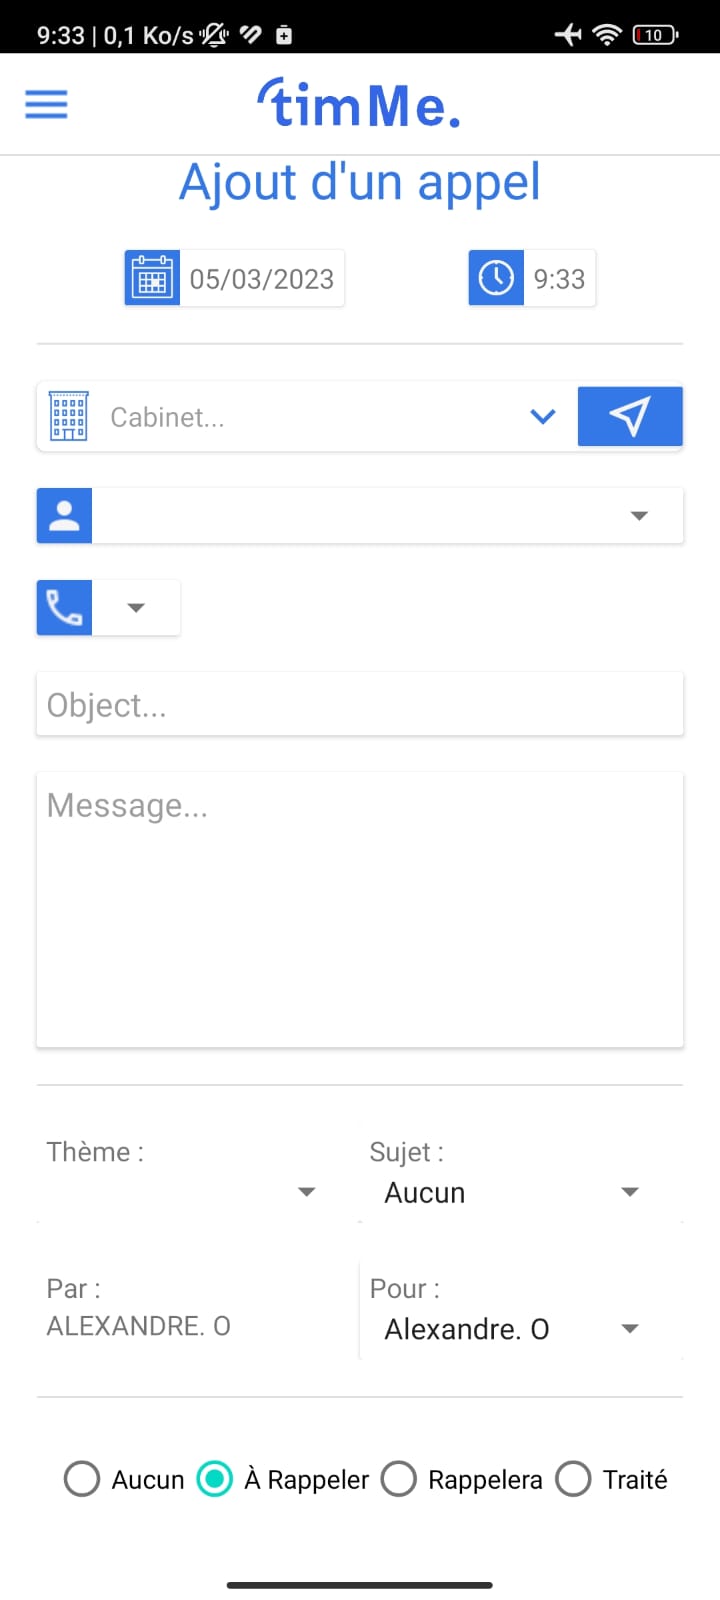 9:33 | 0,1 Ko/s
10
timMe.
Ajout d'un appel
05/03/2023
9:33
Cabinet...
Object...
Message...
Thème :
Sujet :
Aucun
Par :
Pour :
ALEXANDRE. O
Alexandre. O
Aucun À Rappeler Rappelera Traité